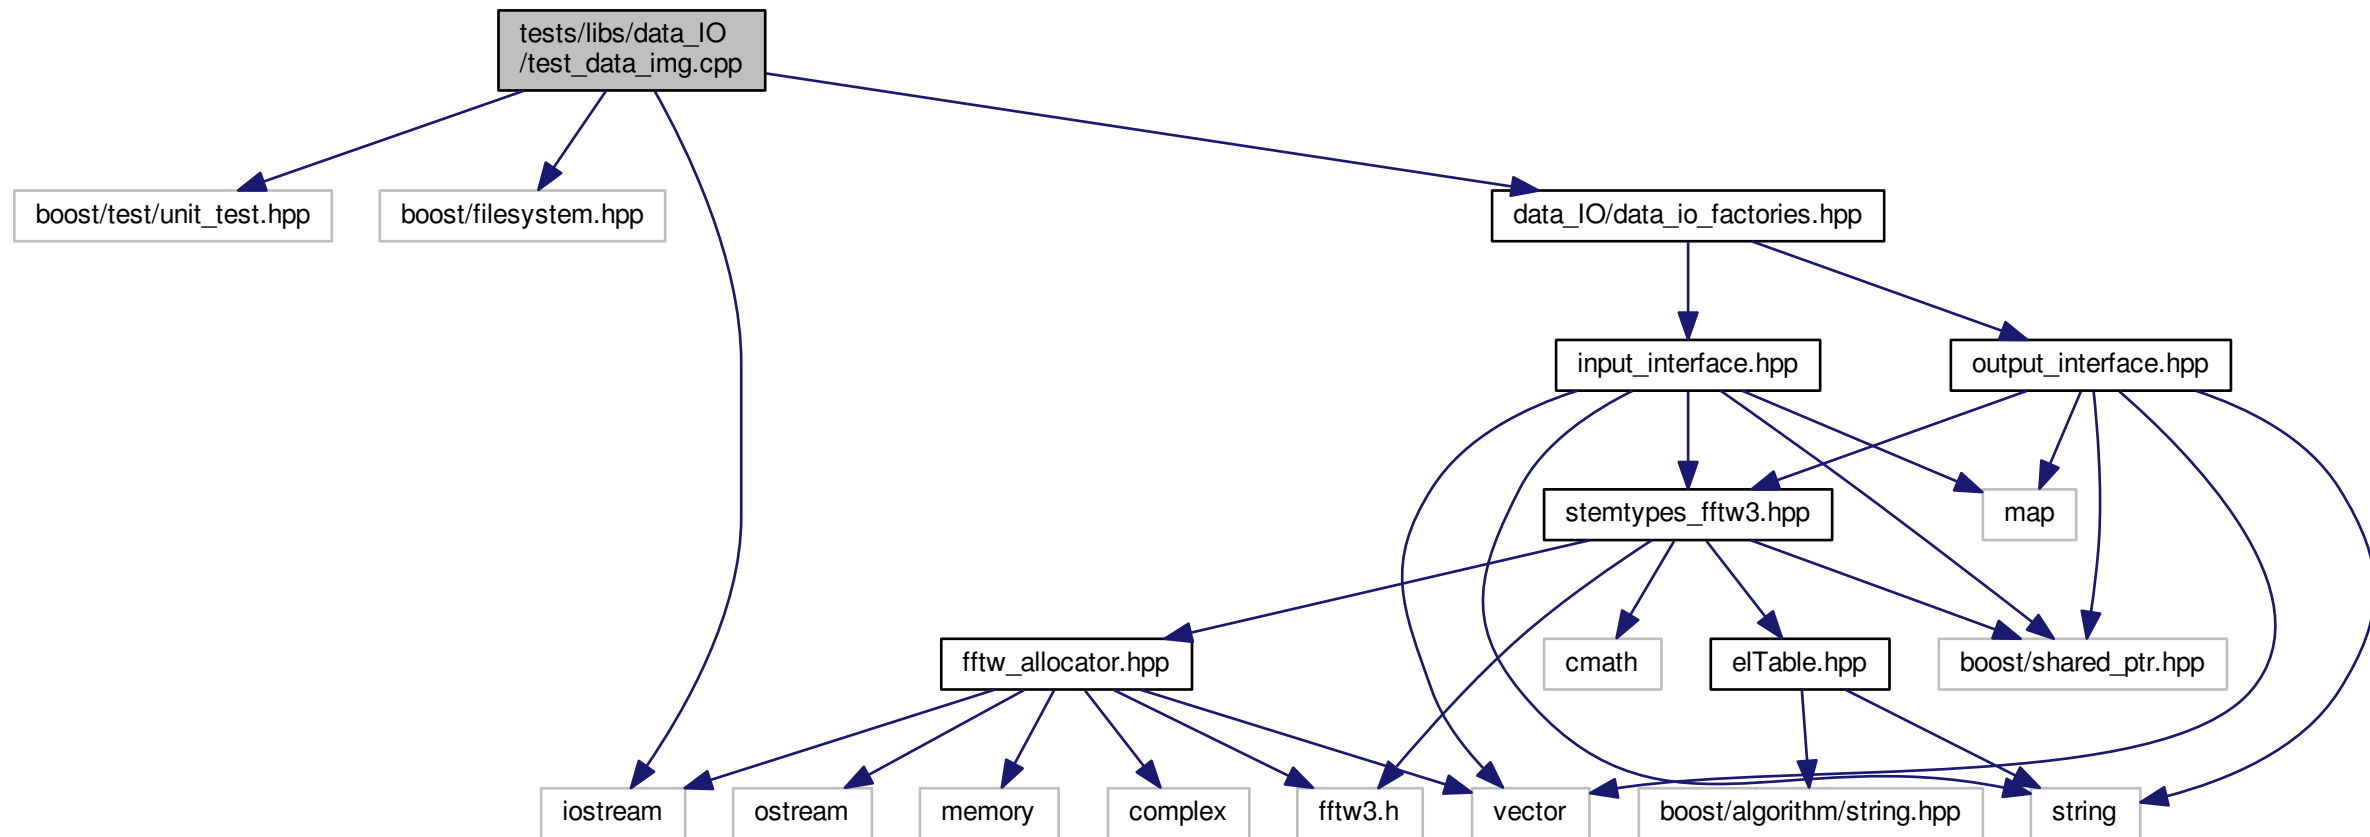 tests/libs/data_IO
/test_data_img.cpp
boost/test/unit_test.hpp
boost/filesystem.hpp
data_IO/data_io_factories.hpp
input_interface.hpp
output_interface.hpp
stemtypes_fftw3.hpp
map
fftw_allocator.hpp
cmath
elTable.hpp
boost/shared_ptr.hpp
iostream
ostream
memory
complex
fftw3.h
vector
boost/algorithm/string.hpp
string